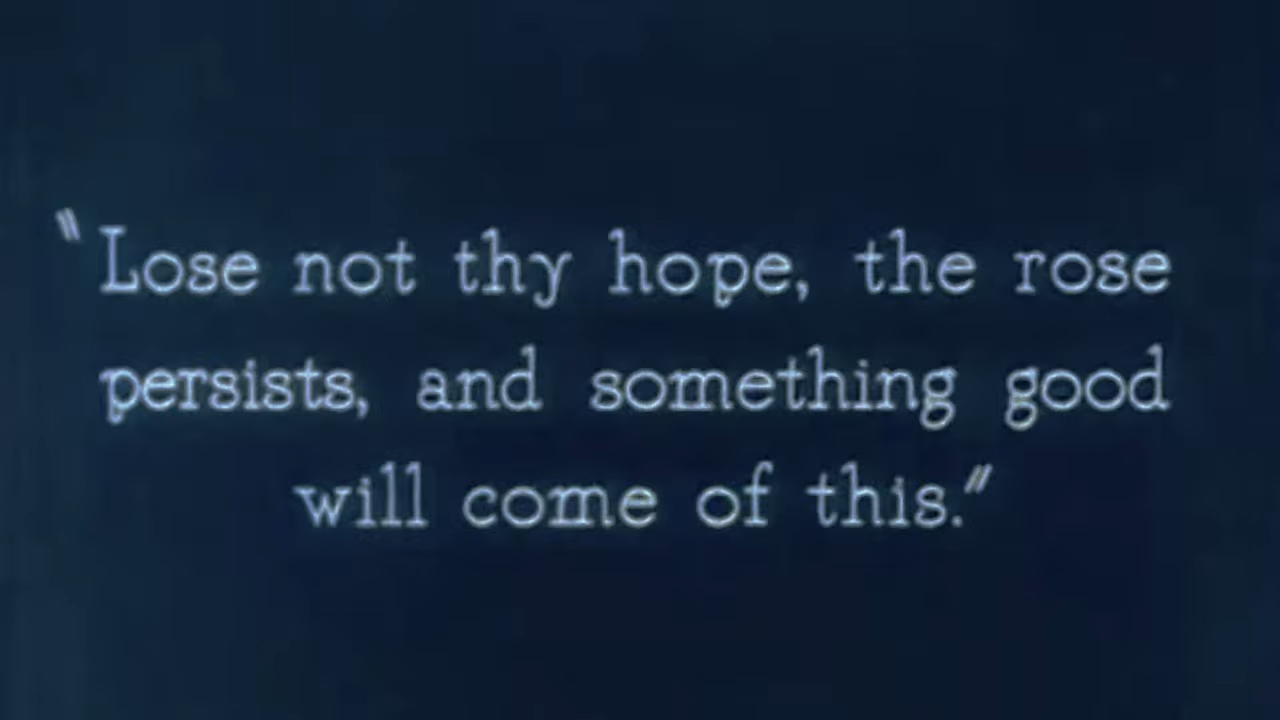 "Lose not thy hope, the rose
persists, and something good
will come of this."